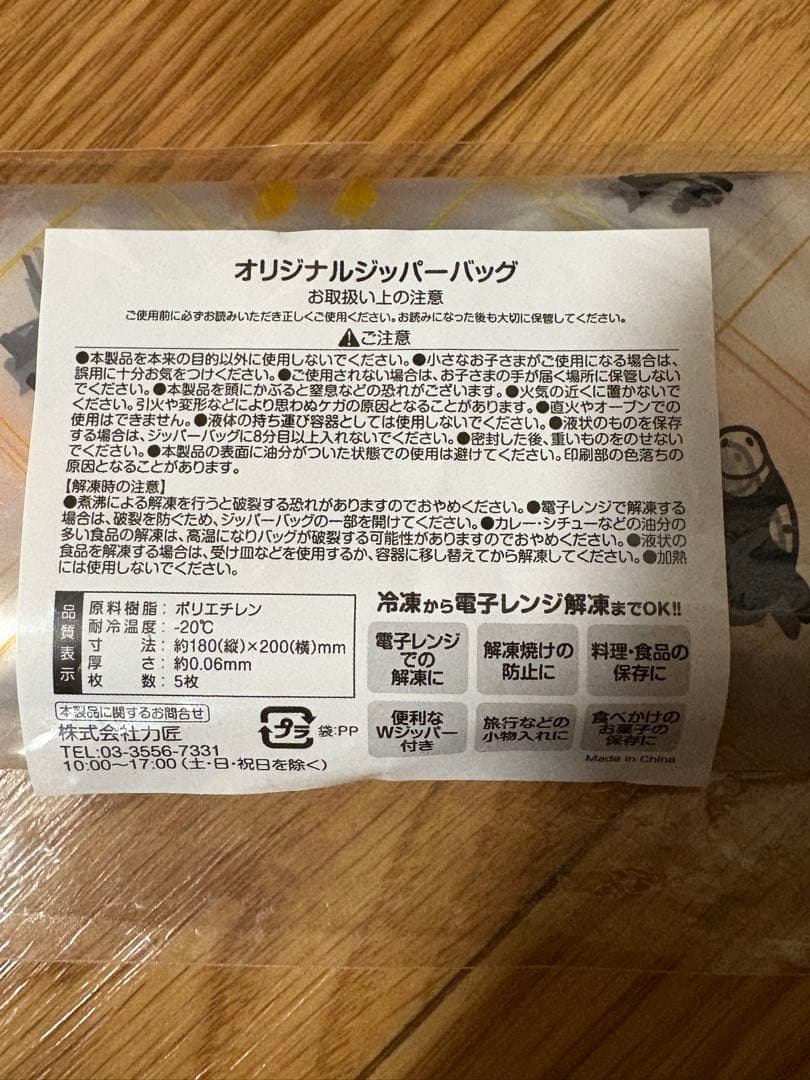 オリジナルジッパーバッグ
お取扱い上の注意
ご使用前に必ずお読みいただき正しくご使用ください。お読みになった後も大切に保管してください。
⚠ご注意
●本製品を本来の目的以外に使用しないでください。●小さなお子さまがご使用になる場合は、
誤用に十分お気をつけください。●ご使用されない場合は、お子さまの手が届く場所に保管しない
でください。●本製品を頭にかぶると窒息などの恐れがございます。●火気の近くに置かないで
ください。引火や変形などにより思わぬケガの原因となることがあります。●直火やオーブンでの
使用はできません。●液体の持ち運び容器としては使用しないでください。●液状のものを保存
する場合は、ジッパーバッグに8分目以上入れないでください。●密封した後、重いものをのせない
でください。●本製品の表面に油分がついた状態での使用は避けてください。印刷部の色落ちの
原因となることがあります。
【解凍時の注意】
●煮沸による解凍を行うと破裂する恐れがありますのでおやめください。●電子レンジで解凍する
場合は、破裂を防ぐため、ジッパーバッグの一部を開けてください。●カレー・シチューなどの油分の
多い食品の解凍は、高温になりバッグが破裂する可能性がありますのでおやめください。●液状の
食品を解凍する場合は、受け皿などを使用するか、容器に移し替えてから解凍してください。●加熱
には使用しないでください。
品質表示
原料樹脂：ポリエチレン
耐冷温度：-20℃
寸　法：約180(縦)×200(横)mm
厚　さ：約0.06mm
枚　数：5枚
本製品に関するお問合せ
株式会社力匠
TEL:03-3556-7331
10:00〜17:00（土・日・祝日を除く）
プラ
袋：PP
冷凍から電子レンジ解凍までOK!!
電子レンジ
での
解凍に
解凍焼けの
防止に
料理・食品の
保存に
便利な
Wジッパー
付き
旅行などの
小物入れに
食べかけの
お菓子の
保存に
Made in China